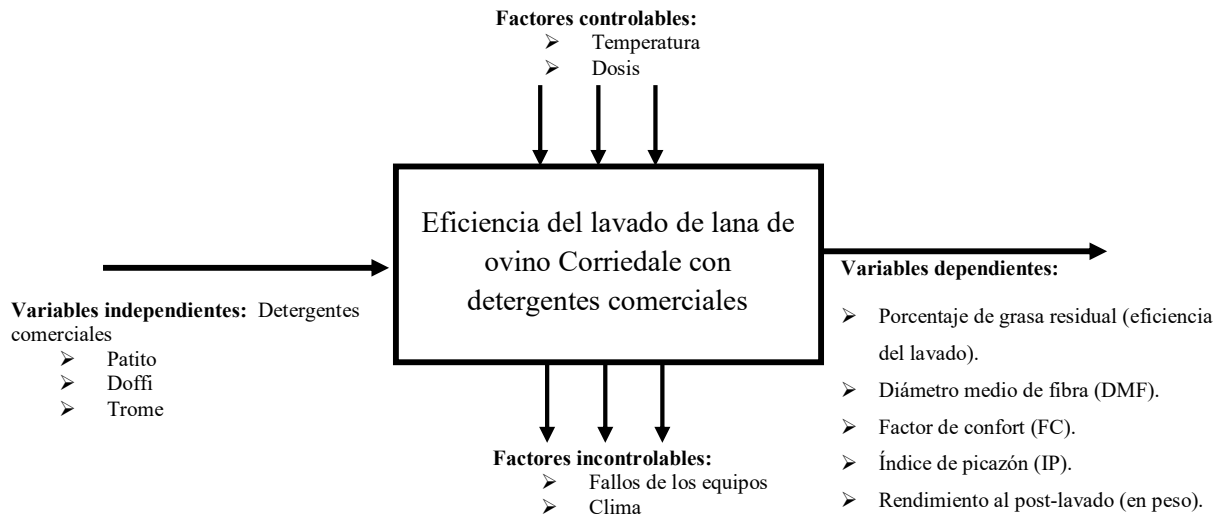 Factores controlables:
➢ Temperatura
➢ Dosis
Eficiencia del lavado de lana de
ovino Corriedale con
detergentes comerciales
Variables independientes: Detergentes
comerciales
➢ Patito
➢ Doffi
➢ Trome
Variables dependientes:
➢ Porcentaje de grasa residual (eficiencia
del lavado).
➢ Diámetro medio de fibra (DMF).
➢ Factor de confort (FC).
➢ Índice de picazón (IP).
➢ Rendimiento al post-lavado (en peso).
Factores incontrolables:
➢ Fallos de los equipos
➢ Clima